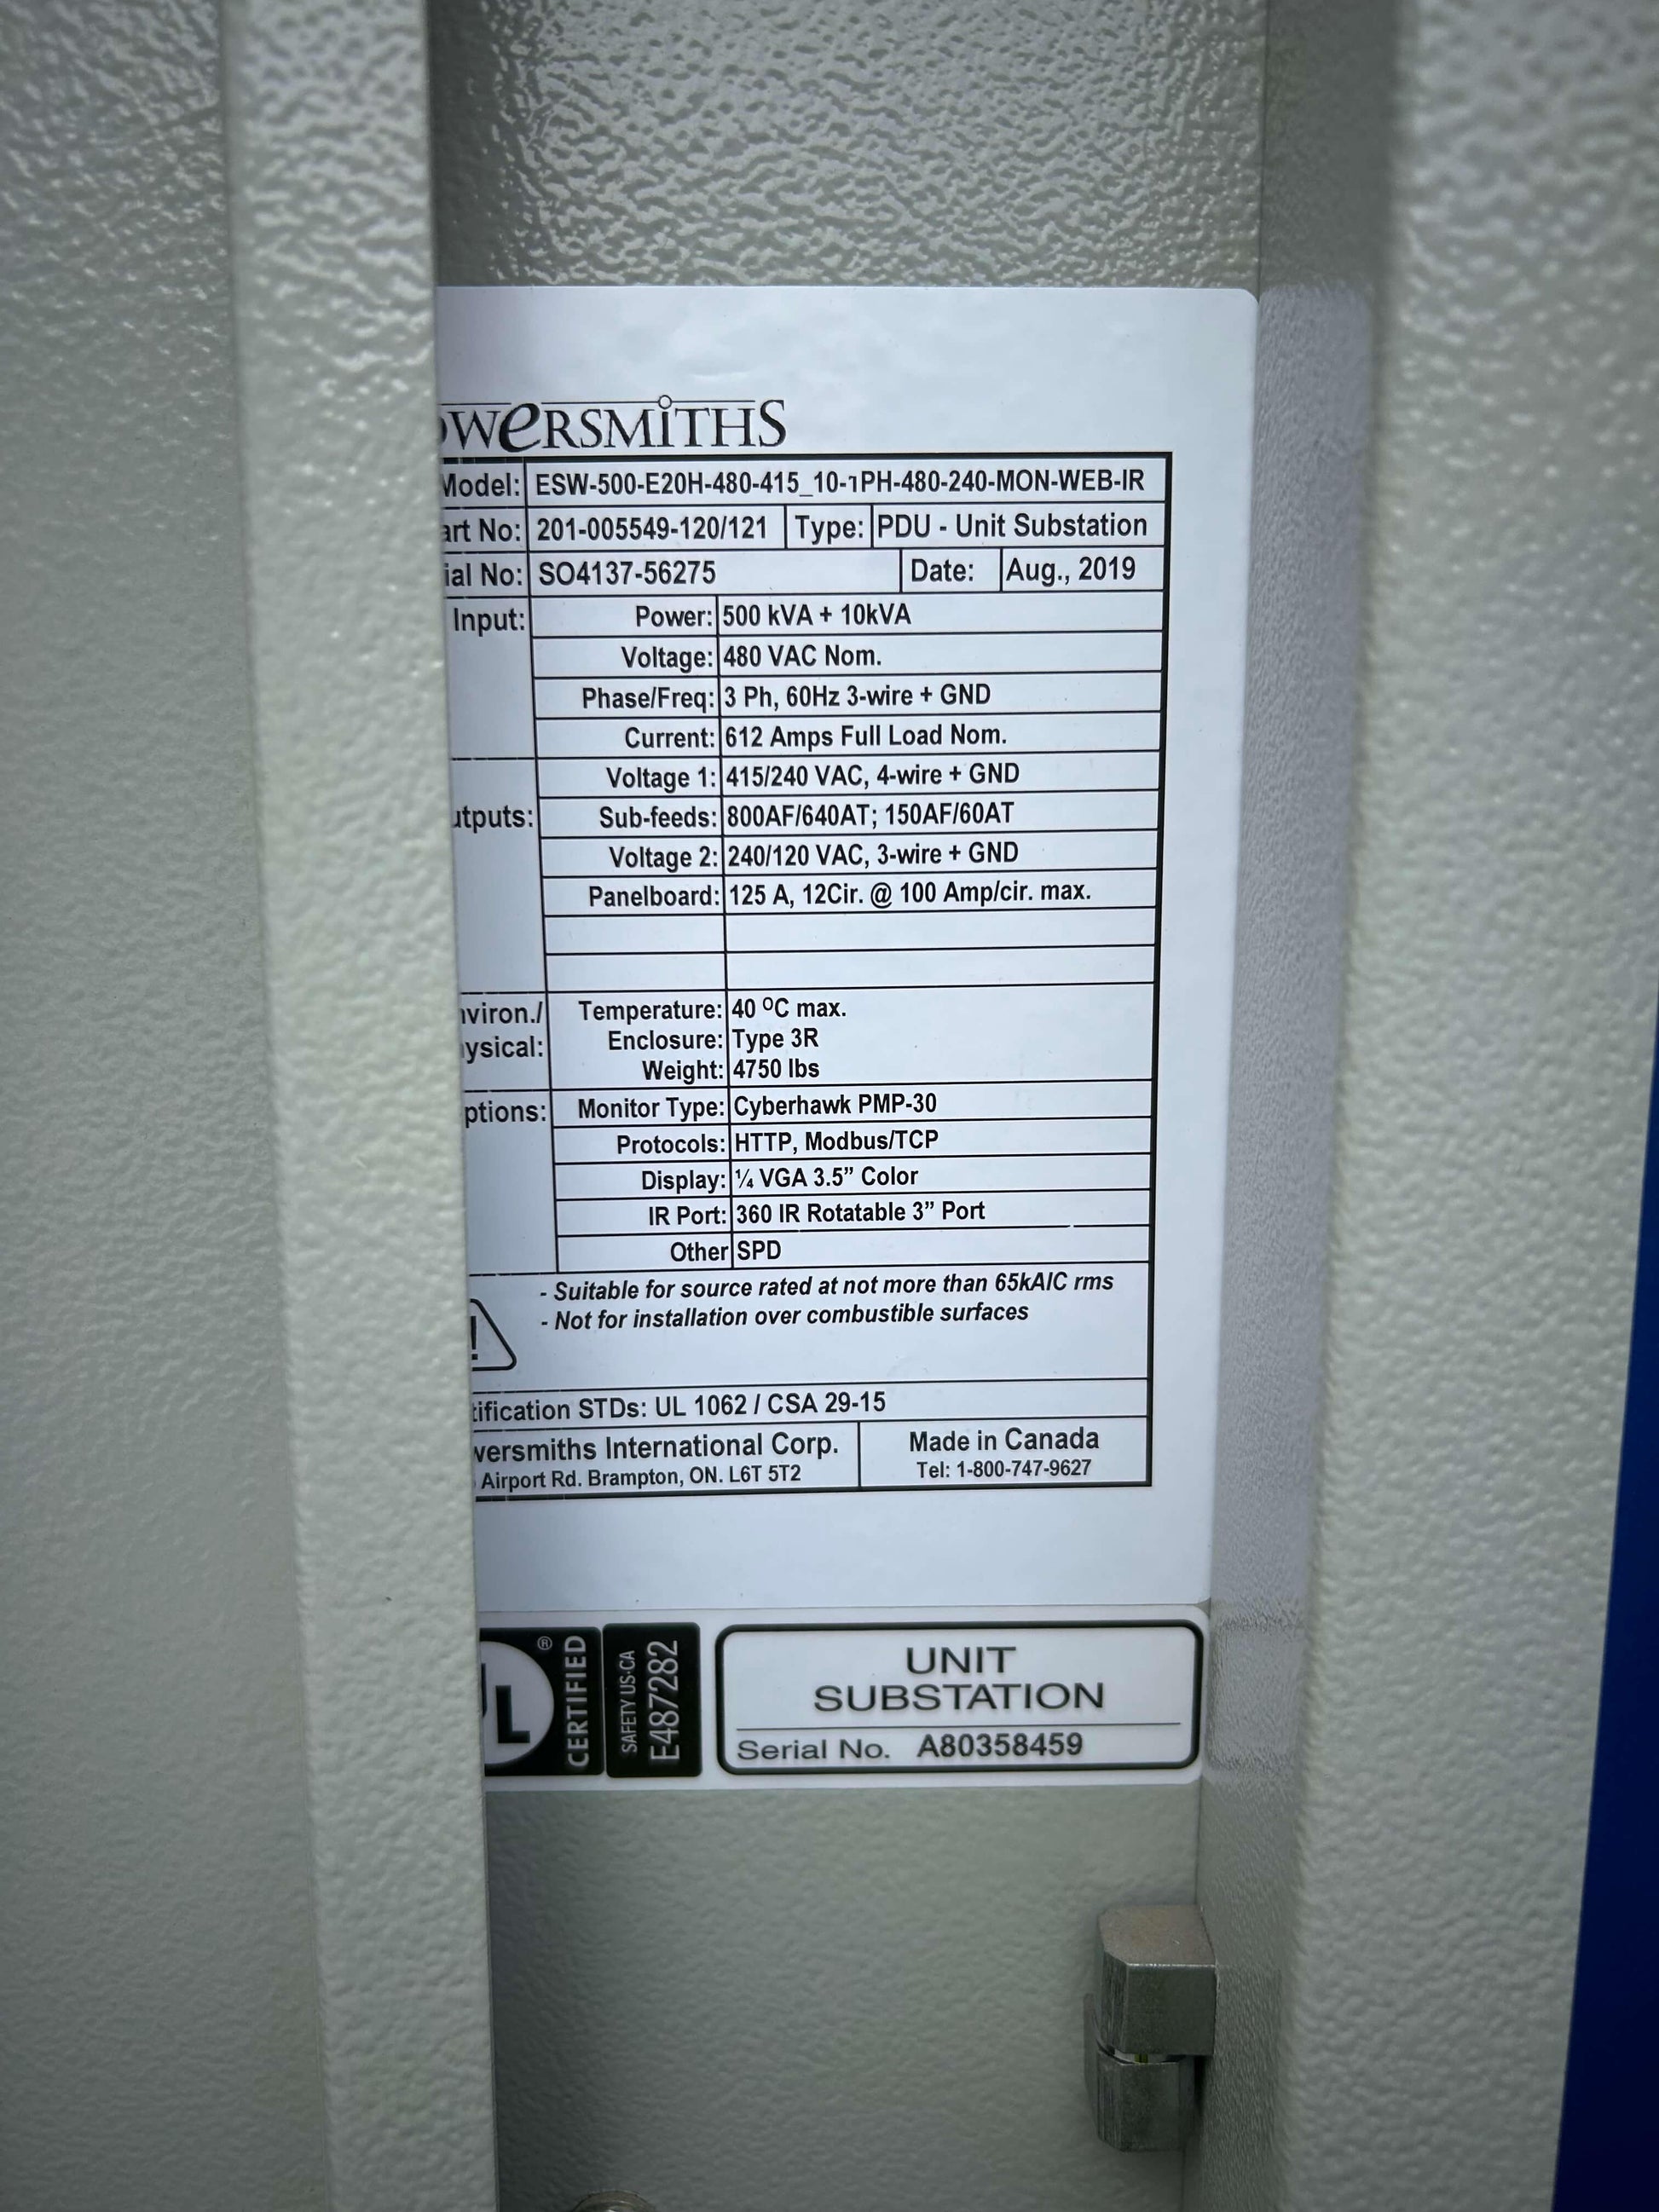 OWERSMITHS
Model: ESW-500-E20H-480-415_10-1PH-480-240-MON-WEB-IR
art No: 201-005549-120/121 Type: PDU - Unit Substation
ial No: SO4137-56275 Date: Aug., 2019
Input: Power: 500 kVA + 10kVA
Voltage: 480 VAC Nom.
Phase/Freq: 3 Ph, 60Hz 3-wire + GND
Current: 612 Amps Full Load Nom.
Voltage 1: 415/240 VAC, 4-wire + GND
utputs: Sub-feeds: 800AF/640AT; 150AF/60AT
Voltage 2: 240/120 VAC, 3-wire + GND
Panelboard: 125 A, 12Cir. @ 100 Amp/cir. max.
nviron./ Temperature: 40 ºC max.
ysical: Enclosure: Type 3R
Weight: 4750 lbs
ptions: Monitor Type: Cyberhawk PMP-30
Protocols: HTTP, Modbus/TCP
Display: ¼ VGA 3.5” Color
IR Port: 360 IR Rotatable 3” Port
Other SPD
- Suitable for source rated at not more than 65kAIC rms
- Not for installation over combustible surfaces
!
tification STDs: UL 1062 / CSA 29-15
wersmiths International Corp. Made in Canada
Airport Rd. Brampton, ON. L6T 5T2 Tel: 1-800-747-9627
UL ® CERTIFIED
SAFETY US-CA
E487282
UNIT
SUBSTATION
Serial No. A80358459